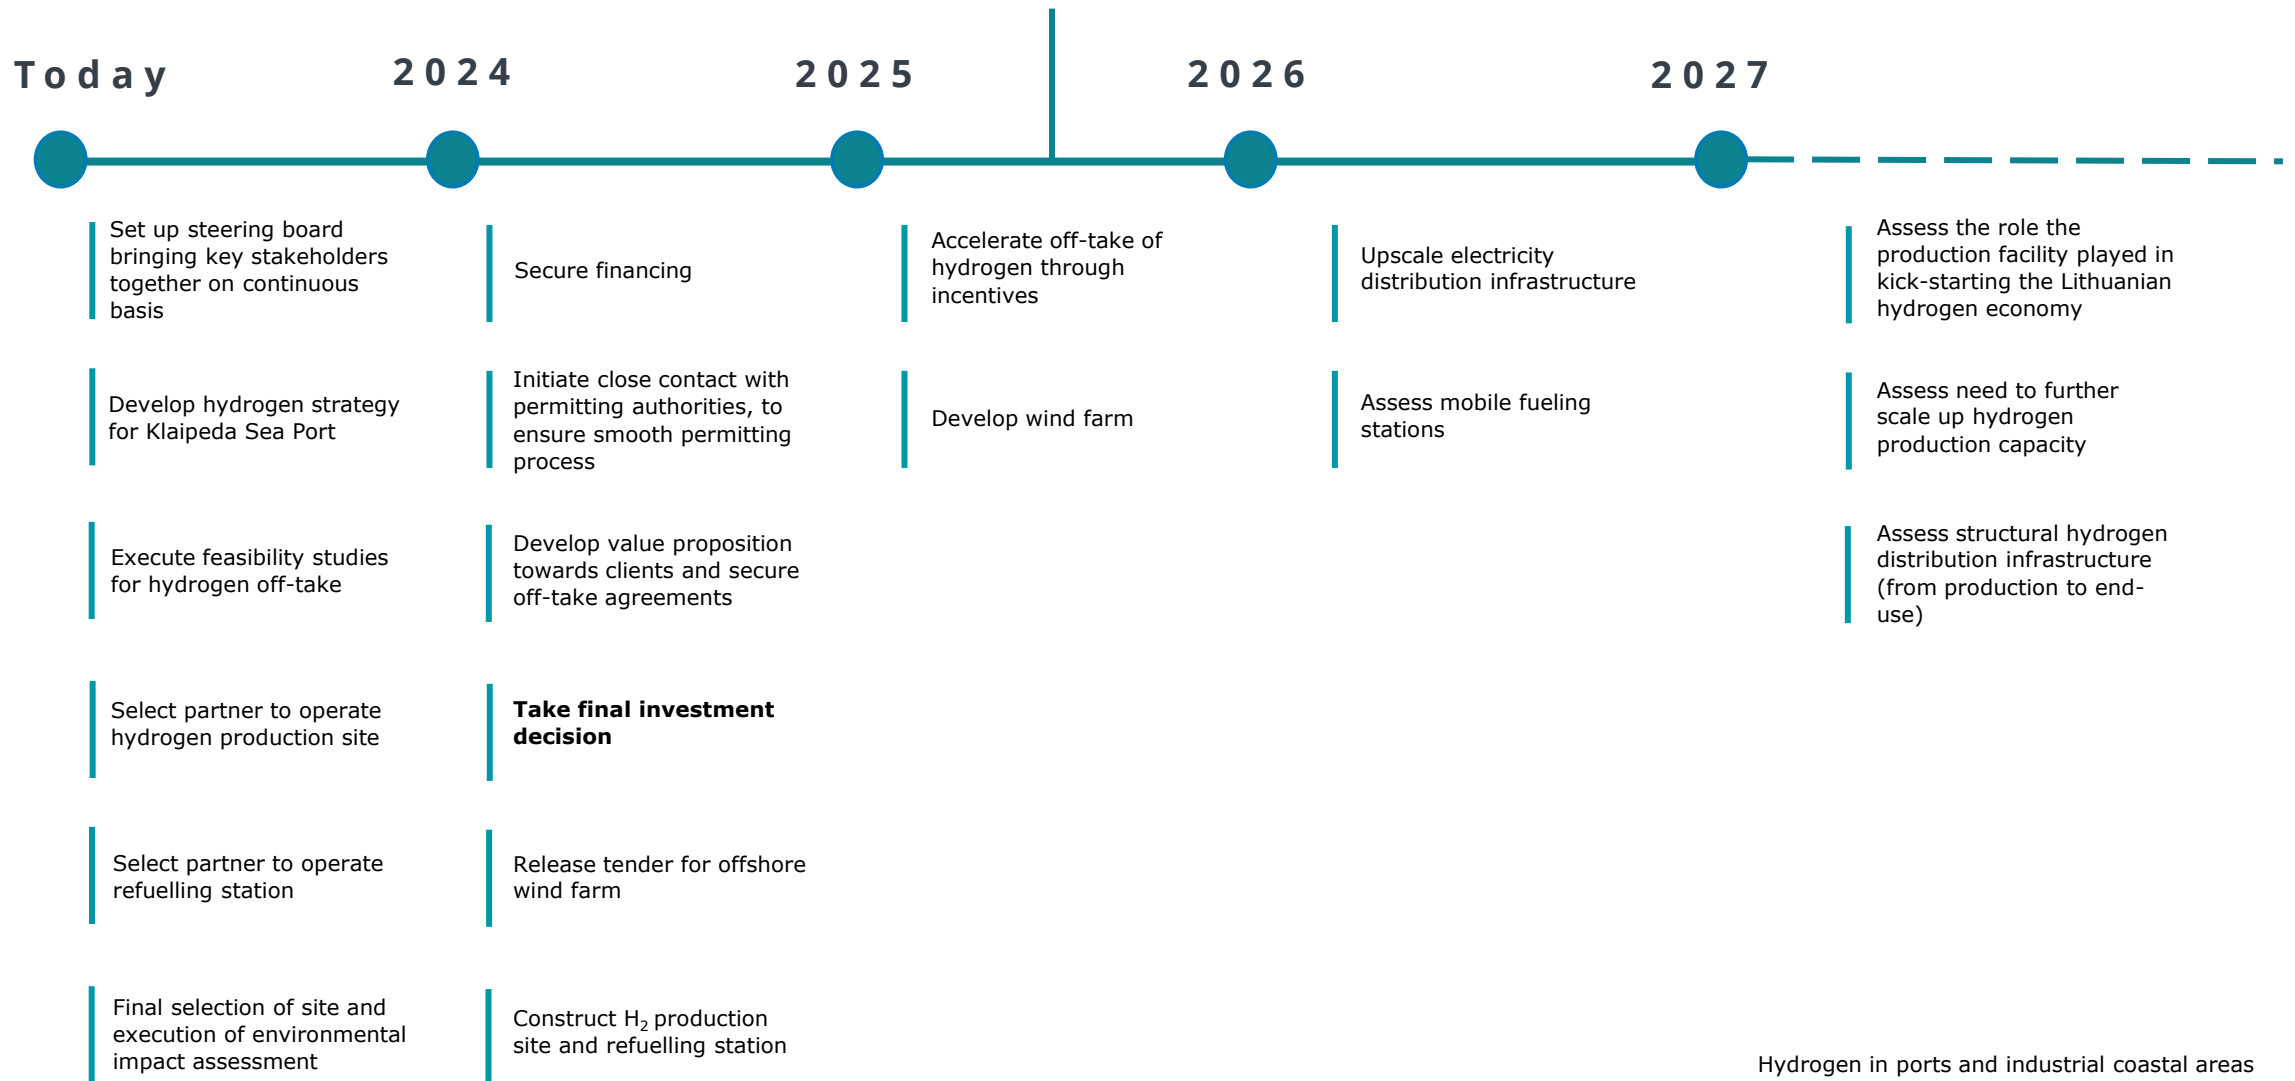 Today
2024
2025
2026
2027
Set up steering board
bringing key stakeholders
together on continuous
basis
Develop hydrogen strategy
for Klaipeda Sea Port
Execute feasibility studies
for hydrogen off-take
Select partner to operate
hydrogen production site
Select partner to operate
refuelling station
Final selection of site and
execution of environmental
impact assessment
Secure financing
Initiate close contact with
permitting authorities, to
ensure smooth permitting
process
Develop value proposition
towards clients and secure
off-take agreements
Take final investment
decision
Release tender for offshore
wind farm
Construct H₂ production
site and refuelling station
Accelerate off-take of
hydrogen through
incentives
Develop wind farm
Upscale electricity
distribution infrastructure
Assess mobile fueling
stations
Assess the role the
production facility played in
kick-starting the Lithuanian
hydrogen economy
Assess need to further
scale up hydrogen
production capacity
Assess structural hydrogen
distribution infrastructure
(from production to end-
use)
Hydrogen in ports and industrial coastal areas